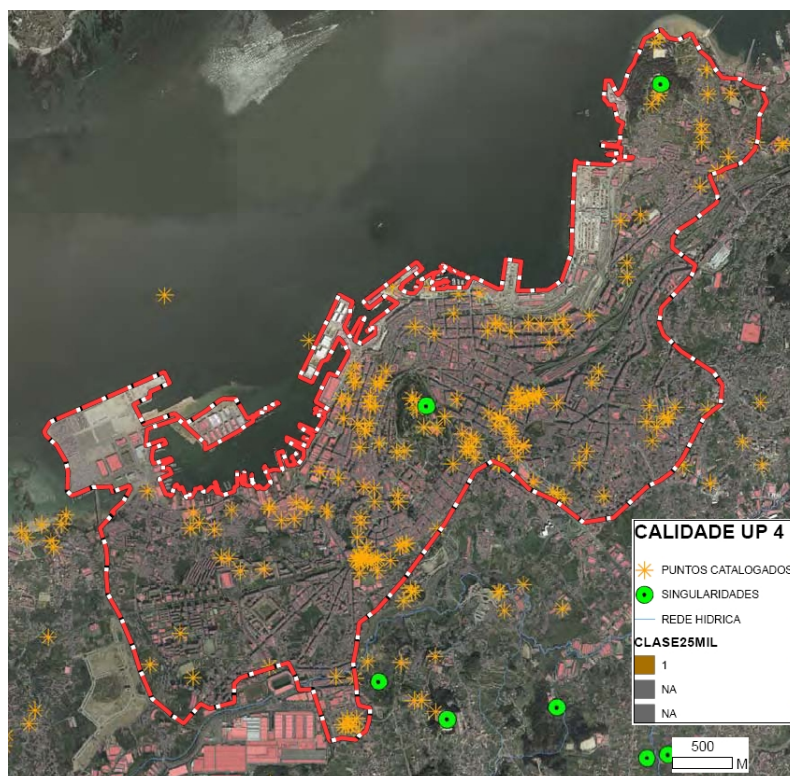 CALIDADE UP 4
PUNTOS CATALOGADOS
SINGULARIDADES
REDE HIDRICA
CLASE25MIL
1
NA
NA
500
M